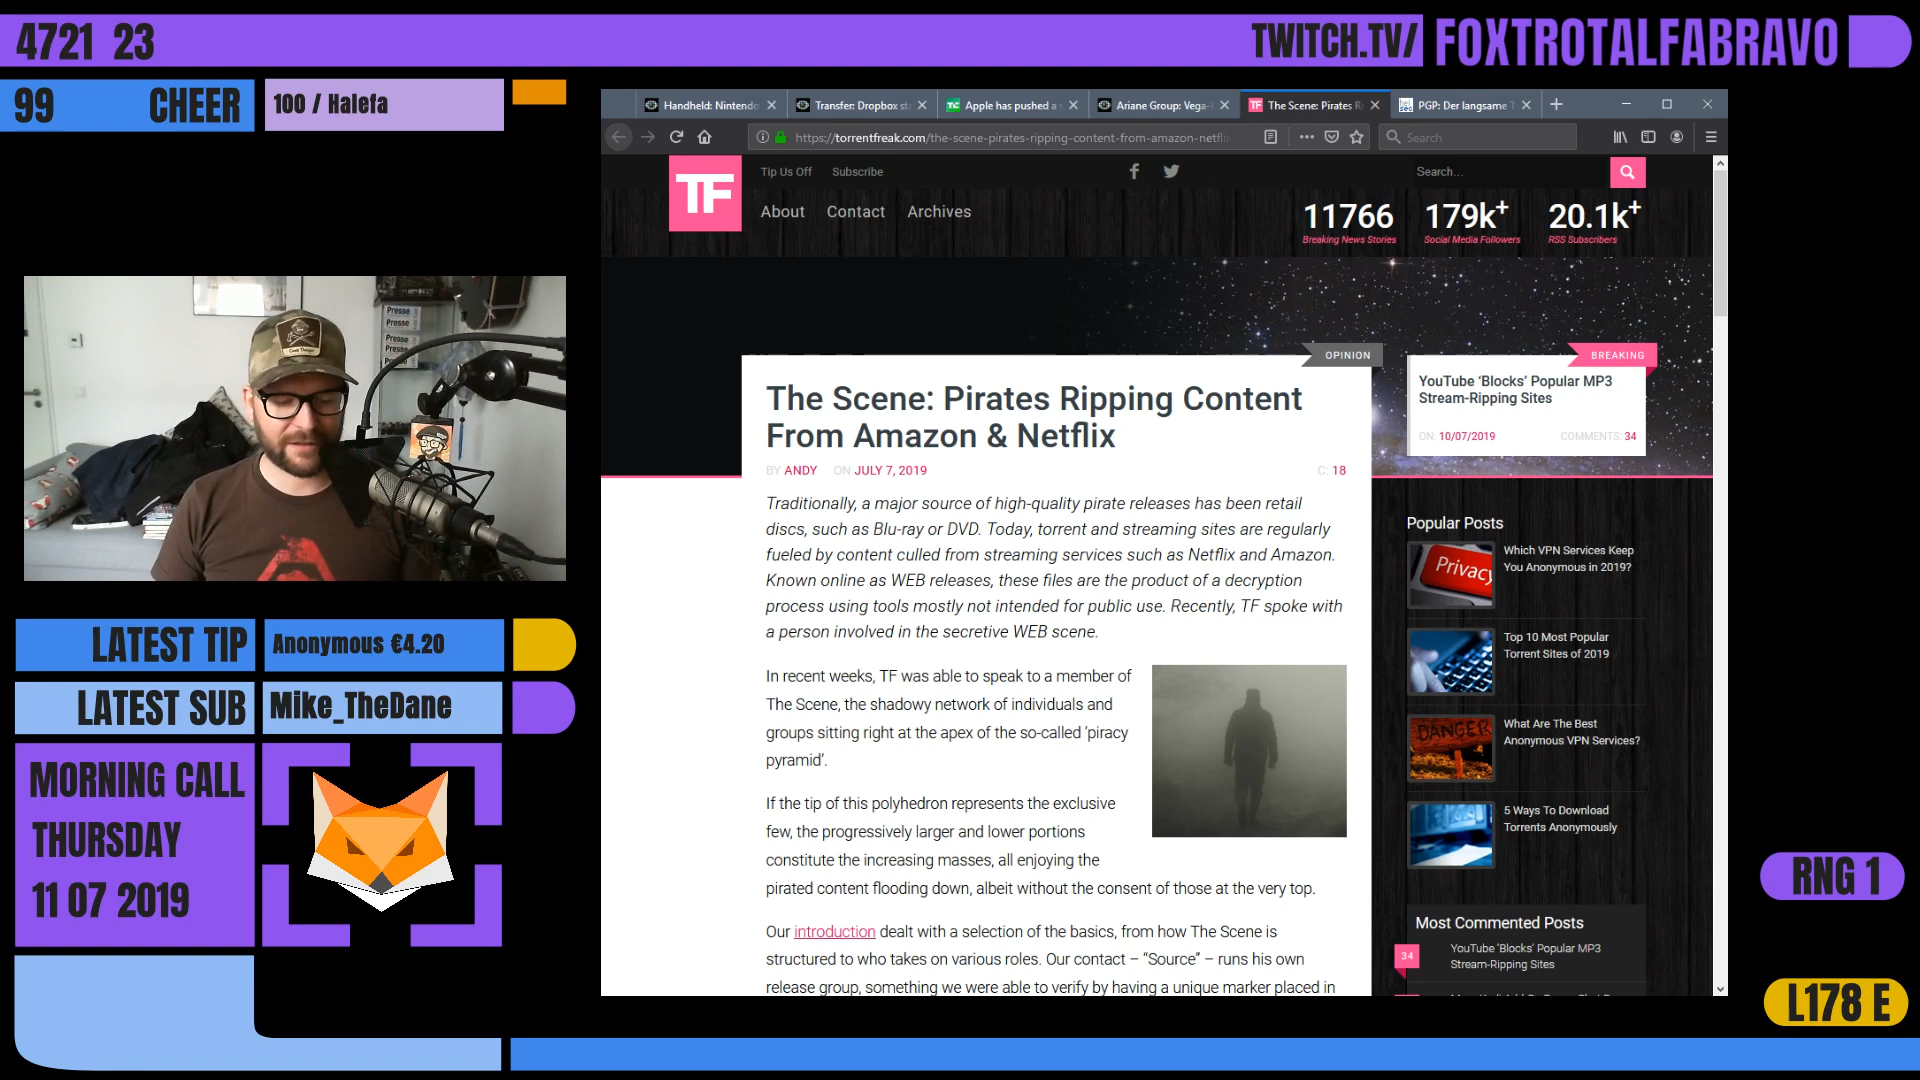 4721 23
TWITCH.TV/ FOXTROTALFABRAVO
99 CHEER
100 / Halefa
Handheld: Nintendo
Transfer: Dropbox st
Apple has pushed a
Ariane Group: Vega-
The Scene: Pirates R
PGP: Der langsame T
https://torrentfreak.com/the-scene-pirates-ripping-content-from-amazon-netfli
Search
TF
Tip Us Off
Subscribe
Search...
About
Contact
Archives
11766
Breaking News Stories
179k+
Social Media Followers
20.1k+
RSS Subscribers
OPINION
The Scene: Pirates Ripping Content
From Amazon & Netflix
BY ANDY ON JULY 7, 2019
C: 18
Traditionally, a major source of high-quality pirate releases has been retail
discs, such as Blu-ray or DVD. Today, torrent and streaming sites are regularly
fueled by content culled from streaming services such as Netflix and Amazon.
Known online as WEB releases, these files are the product of a decryption
process using tools mostly not intended for public use. Recently, TF spoke with
a person involved in the secretive WEB scene.
In recent weeks, TF was able to speak to a member of
The Scene, the shadowy network of individuals and
groups sitting right at the apex of the so-called 'piracy
pyramid'.
If the tip of this polyhedron represents the exclusive
few, the progressively larger and lower portions
constitute the increasing masses, all enjoying the
pirated content flooding down, albeit without the consent of those at the very top.
Our introduction dealt with a selection of the basics, from how The Scene is
structured to who takes on various roles. Our contact – “Source” – runs his own
release group, something we were able to verify by having a unique marker placed in
BREAKING
YouTube ‘Blocks’ Popular MP3
Stream-Ripping Sites
ON: 10/07/2019
COMMENTS: 34
Popular Posts
Privacy
Which VPN Services Keep
You Anonymous in 2019?
Top 10 Most Popular
Torrent Sites of 2019
DANGER
What Are The Best
Anonymous VPN Services?
5 Ways To Download
Torrents Anonymously
Most Commented Posts
34
YouTube ‘Blocks’ Popular MP3
Stream-Ripping Sites
Presse
Presse
Presse
Presse
LATEST TIP
Anonymous €4.20
LATEST SUB
Mike_TheDane
MORNING CALL
THURSDAY
11 07 2019
RNG 1
L178 E